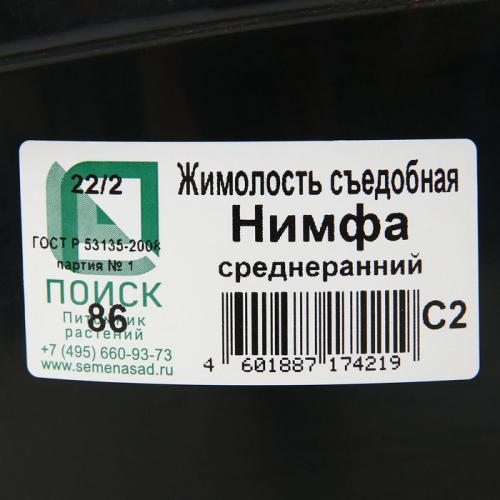 22/2
ГОСТ Р 53135-2008
партия № 1
ПОИСК
86
Питомник
растений
+7 (495) 660-93-73
www.semenasad.ru
Жимолость съедобная
Нимфа
среднеранний
C2
4 601887 174219